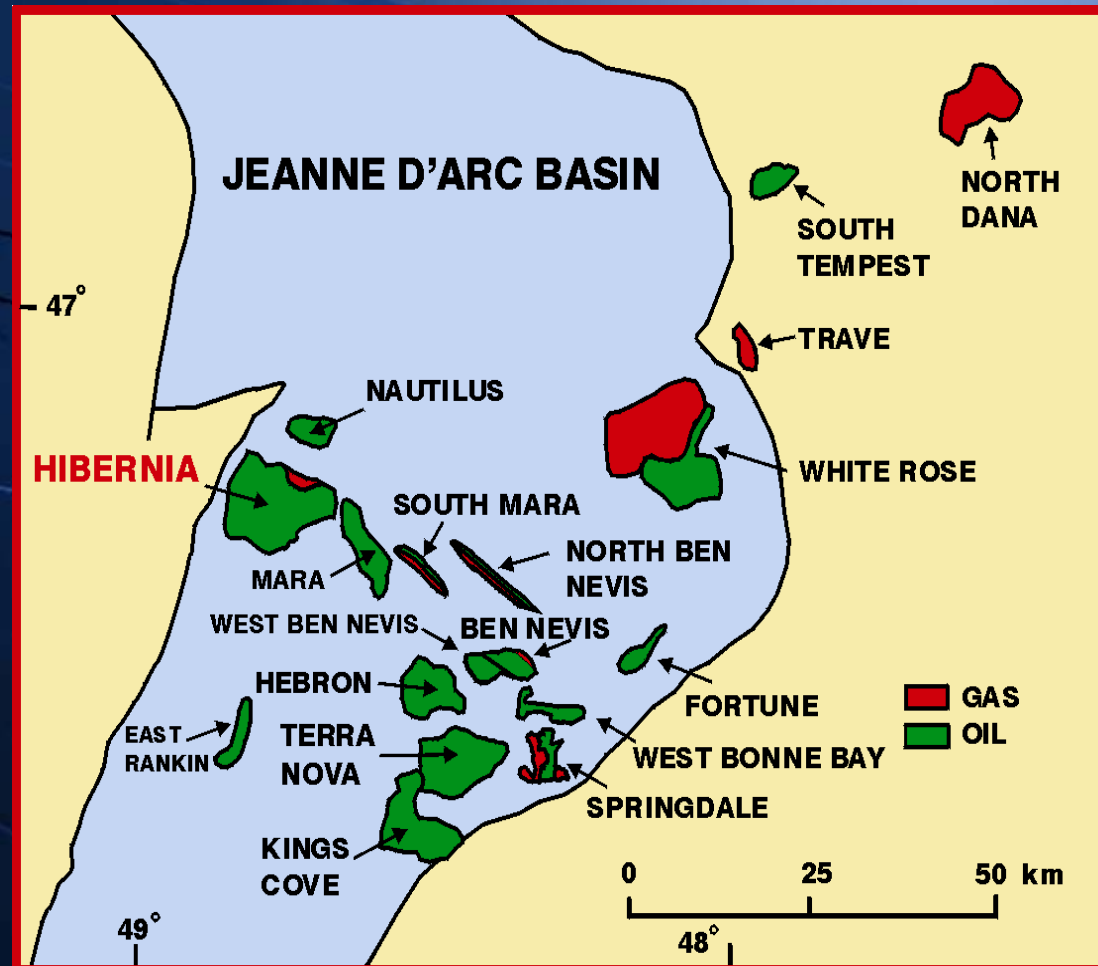 JEANNE D'ARC BASIN
NORTH
DANA
SOUTH
TEMPEST
47°
TRAVE
NAUTILUS
HIBERNIA
WHITE ROSE
SOUTH MARA
NORTH BEN
NEVIS
MARA
WEST BEN NEVIS
BEN NEVIS
HEBRON
FORTUNE
GAS
OIL
EAST
RANKIN
TERRA
NOVA
WEST BONNE BAY
SPRINGDALE
KINGS
COVE
0 25 50 km
49°
48°